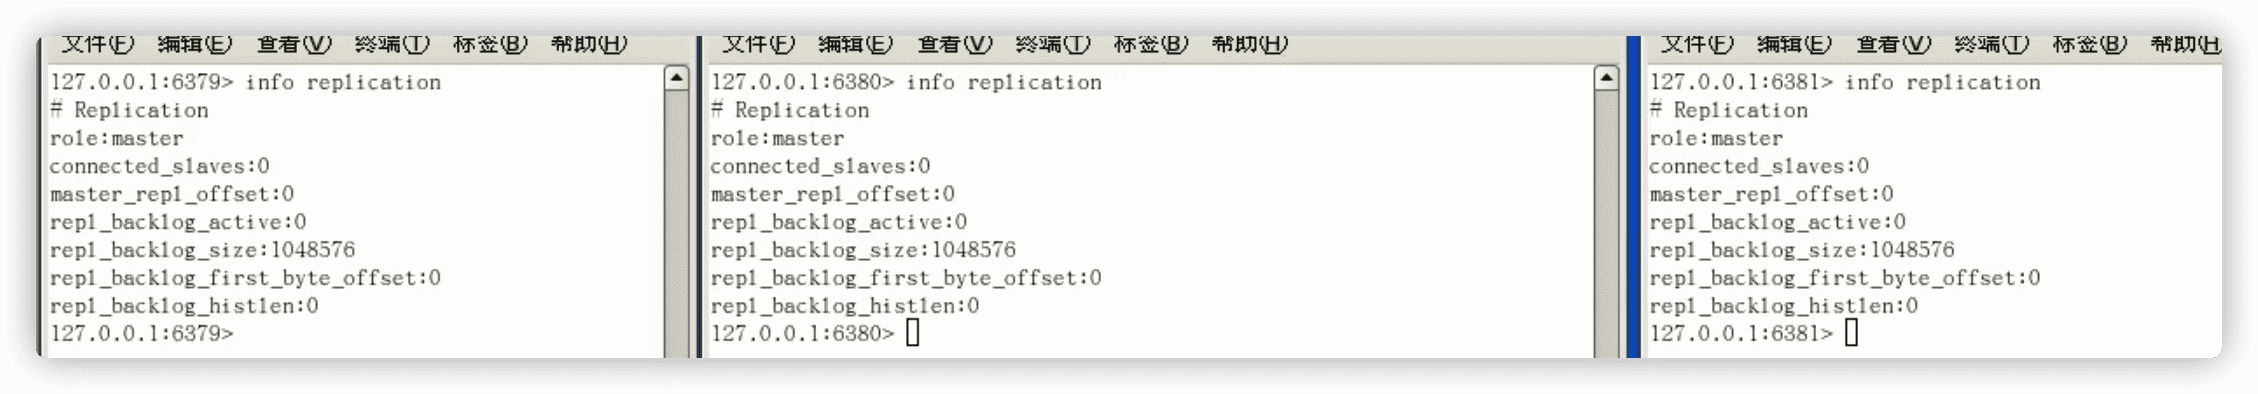 文件(F) 编辑(E) 查看(V) 终端(T) 标签(B) 帮助(H)
127.0.0.1:6379> info replication
# Replication
role:master
connected_slaves:0
master_repl_offset:0
repl_backlog_active:0
repl_backlog_size:1048576
repl_backlog_first_byte_offset:0
repl_backlog_histlen:0
127.0.0.1:6379>
文件(F) 编辑(E) 查看(V) 终端(T) 标签(B) 帮助(H)
127.0.0.1:6380> info replication
# Replication
role:master
connected_slaves:0
master_repl_offset:0
repl_backlog_active:0
repl_backlog_size:1048576
repl_backlog_first_byte_offset:0
repl_backlog_histlen:0
127.0.0.1:6380>
文件(F) 编辑(E) 查看(V) 终端(T) 标签(B) 帮助(H
127.0.0.1:6381> info replication
# Replication
role:master
connected_slaves:0
master_repl_offset:0
repl_backlog_active:0
repl_backlog_size:1048576
repl_backlog_first_byte_offset:0
repl_backlog_histlen:0
127.0.0.1:6381>